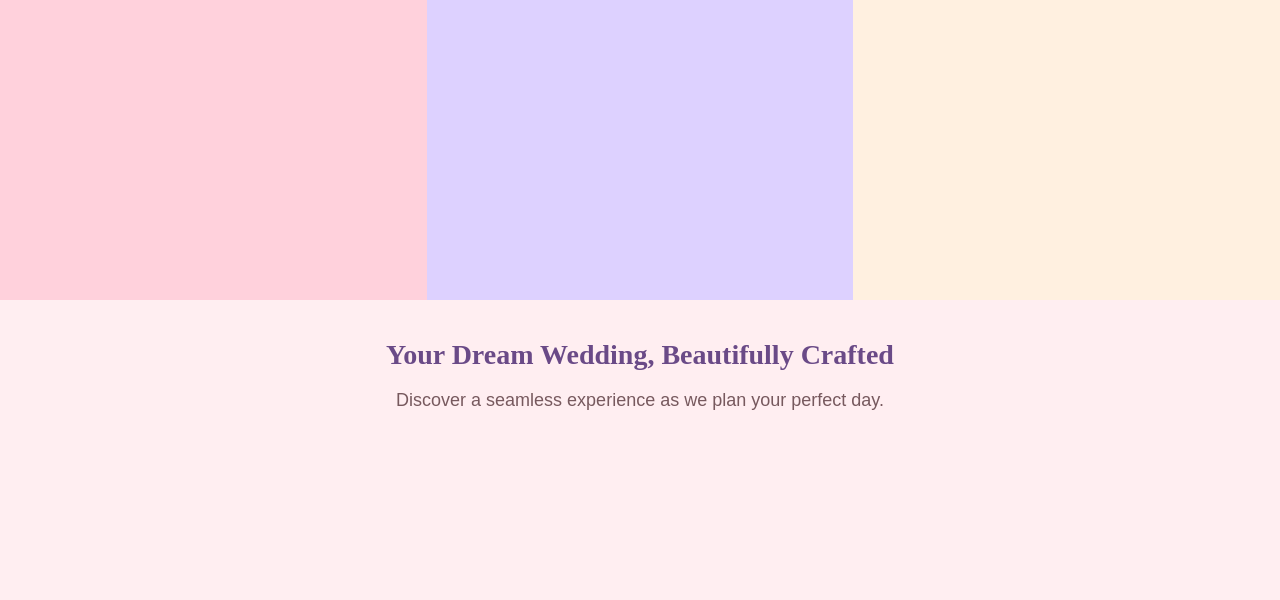 Your Dream Wedding, Beautifully Crafted
Discover a seamless experience as we plan your perfect day.